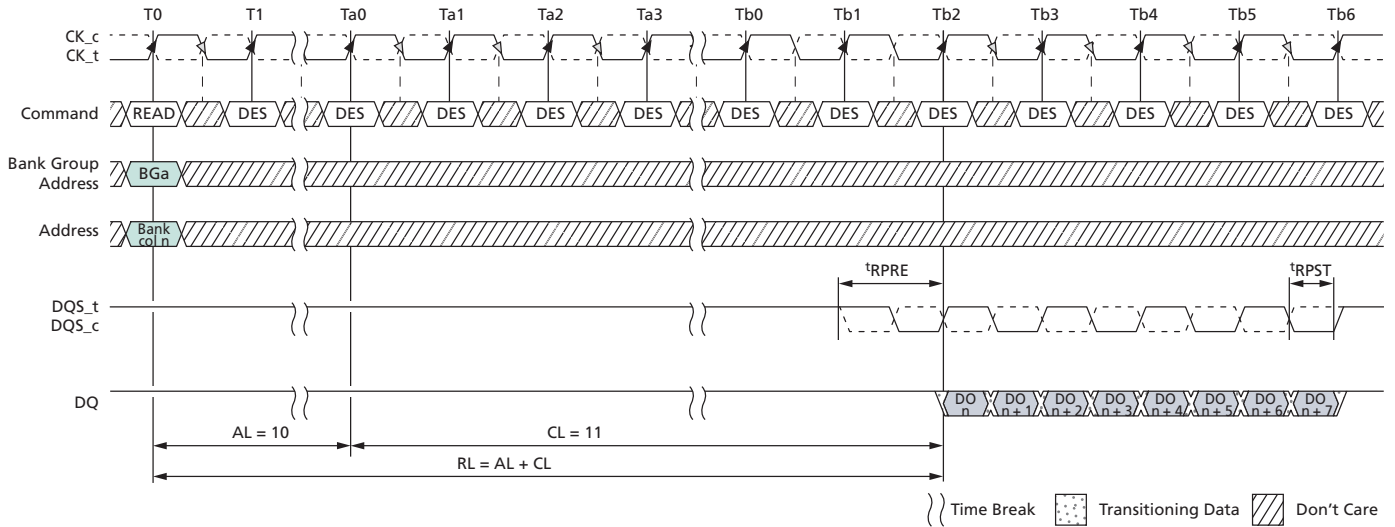 T0 T1 Ta0 Ta1 Ta2 Ta3 Tb0 Tb1 Tb2 Tb3 Tb4 Tb5 Tb6
CK_c
CK_t
Command READ DES DES DES DES DES DES DES DES DES DES DES DES
Bank Group
Address
BGa
Address
Bank
col n
tRPRE tRPST
DQS_t
DQS_c
DQ
DO DO DO DO DO DO DO DO
n n + 1 n + 2 n + 3 n + 4 n + 5 n + 6 n + 7
AL = 10 CL = 11
RL = AL + CL
Time Break Transitioning Data Don't Care